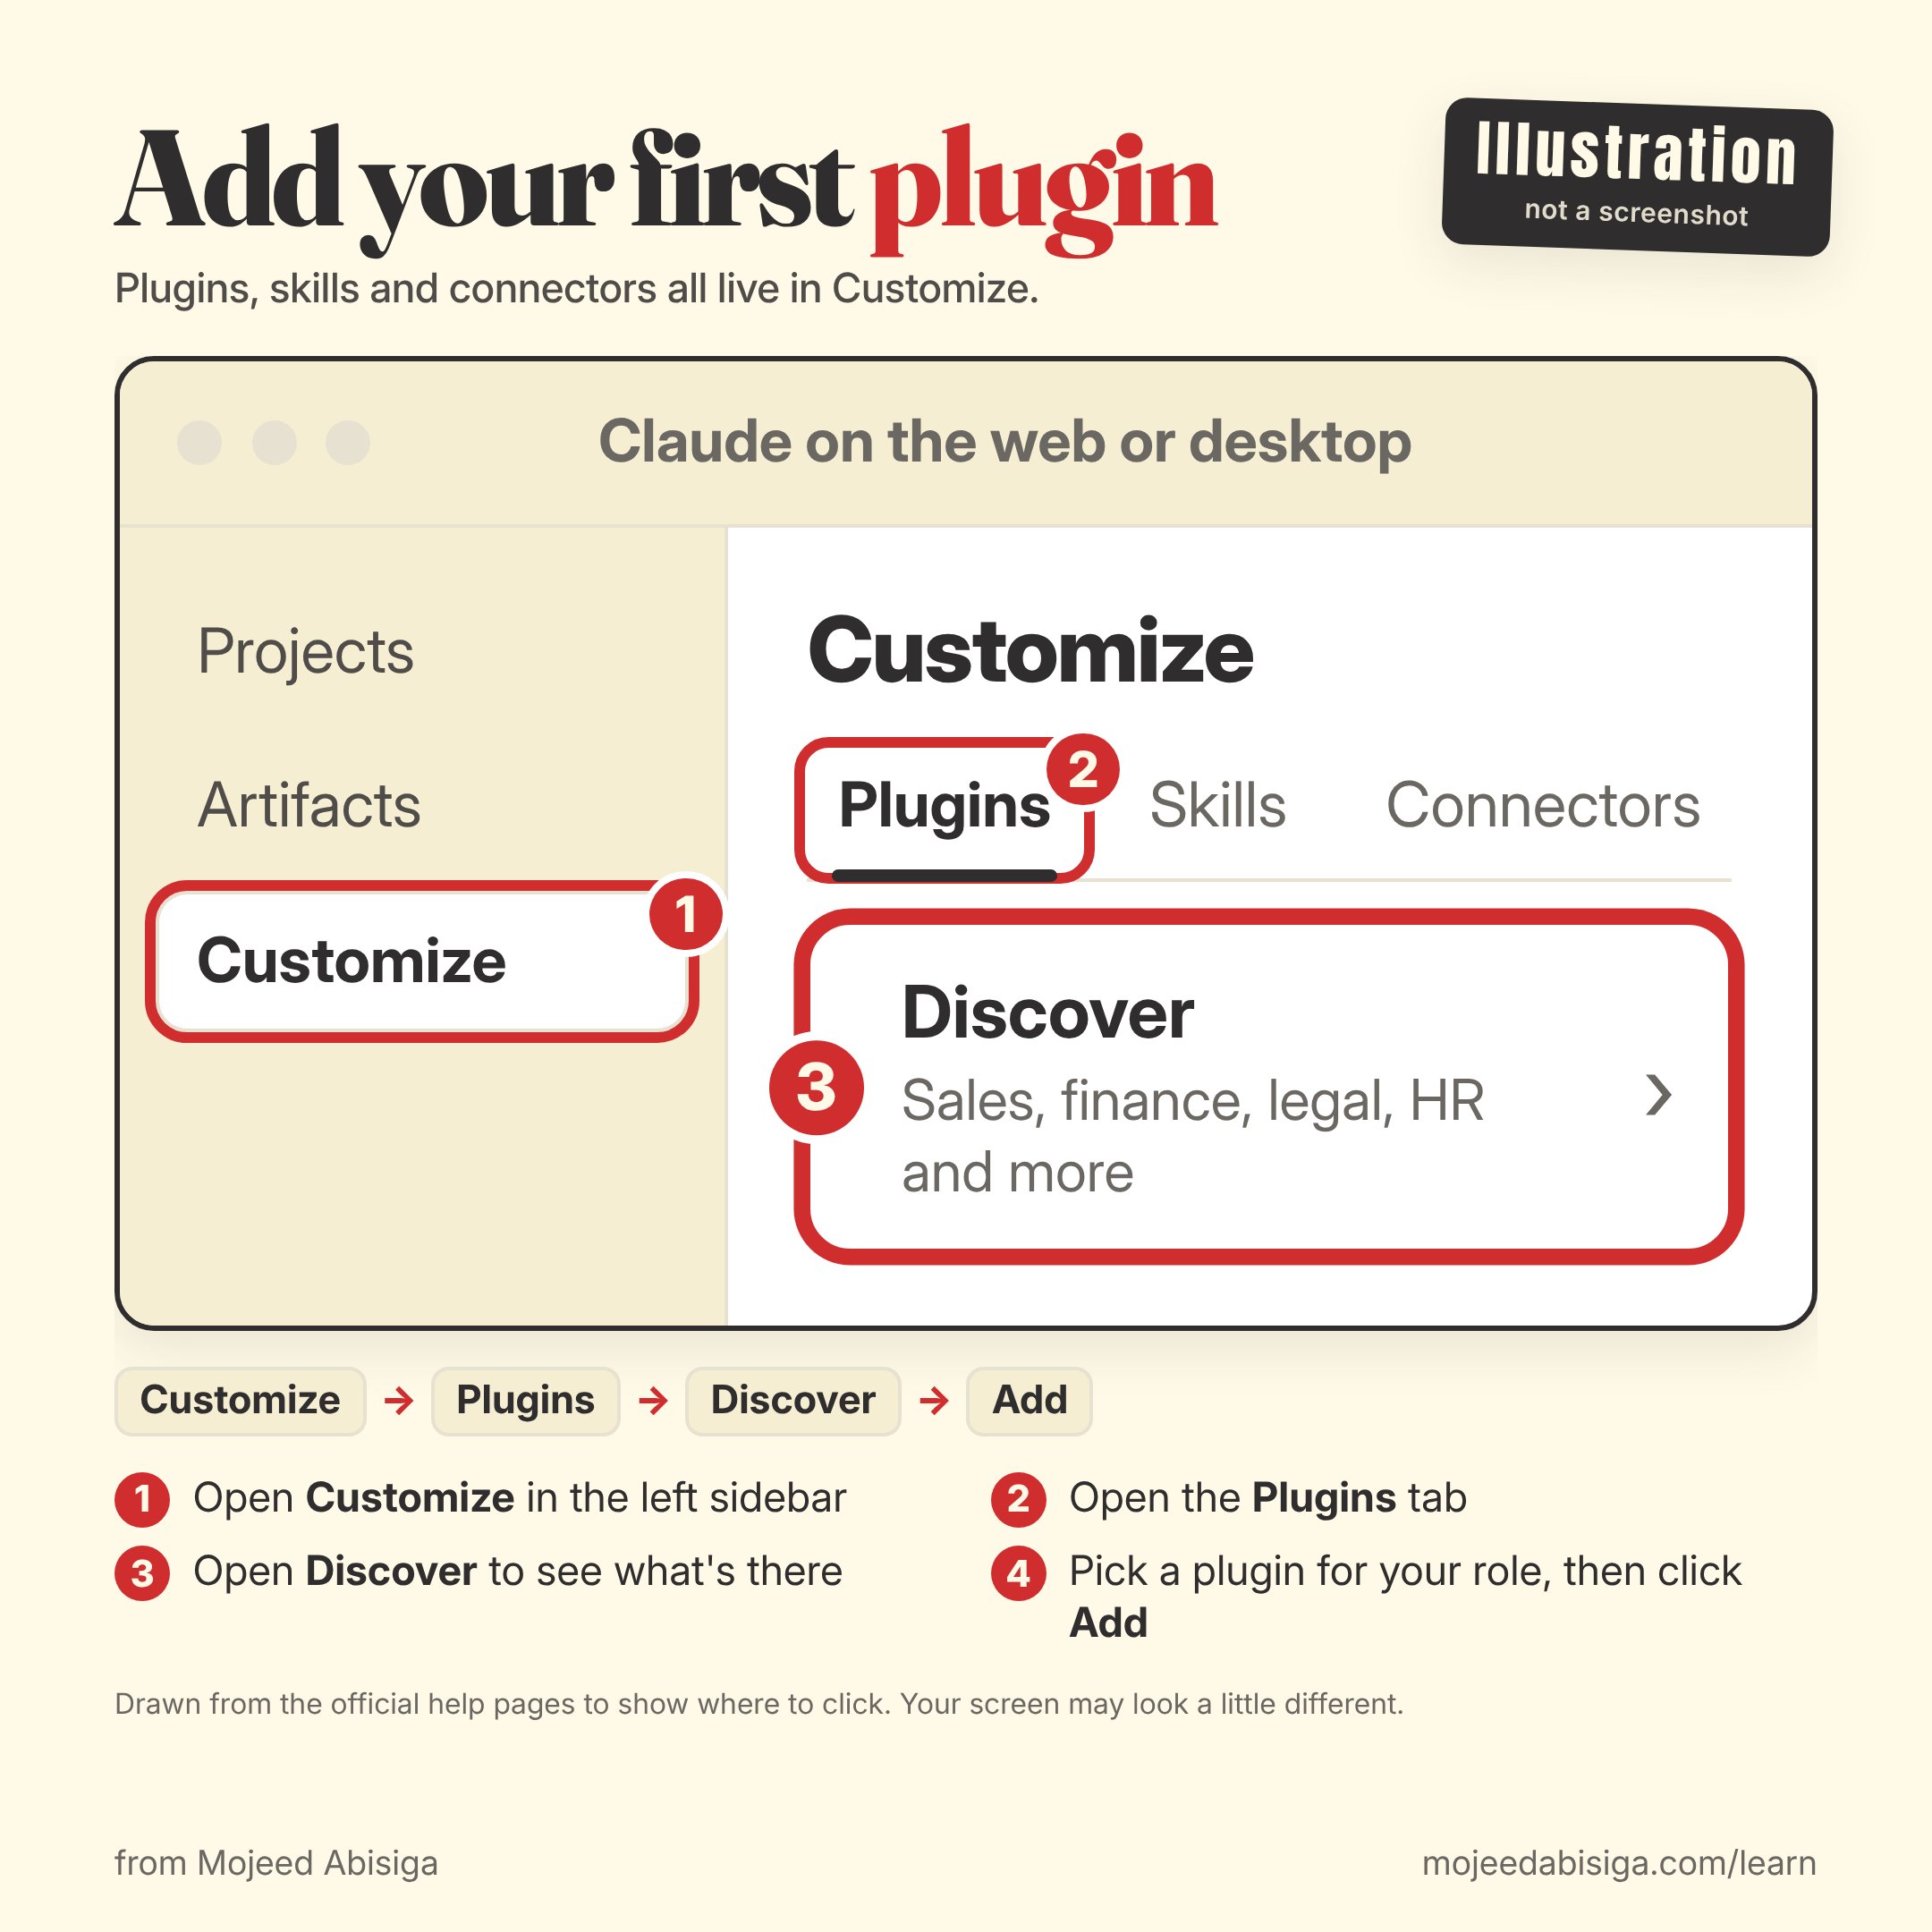 Add your first plugin
Illustration
not a screenshot
Plugins, skills and connectors all live in Customize.
Claude on the web or desktop
Projects
Artifacts
Customize
1
Customize
Plugins
2
Skills
Connectors
3
Discover
Sales, finance, legal, HR
and more
›
Customize → Plugins → Discover → Add
1 Open Customize in the left sidebar
2 Open the Plugins tab
3 Open Discover to see what's there
4 Pick a plugin for your role, then click
Add
Drawn from the official help pages to show where to click. Your screen may look a little different.
from Mojeed Abisiga
mojeedabisiga.com/learn